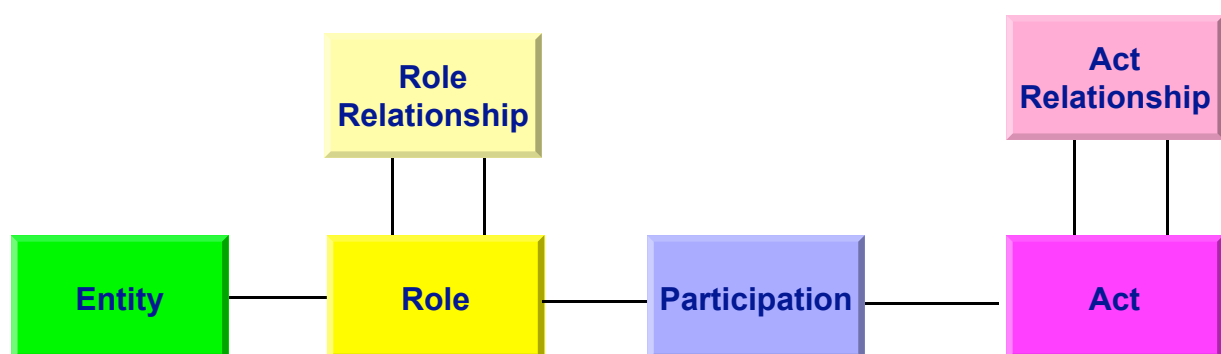 Role
Relationship
Act
Relationship
Entity
Role
Participation
Act